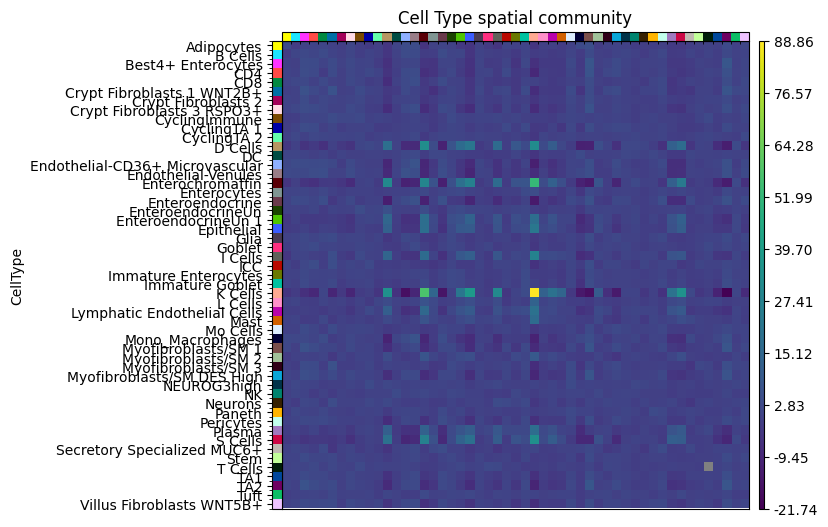 Cell Type spatial community
Adipocytes
B Cells
Best4+ Enterocytes
CD4
CD8
Crypt Fibroblasts 1 WNT2B+
Crypt Fibroblasts 2
Crypt Fibroblasts 3 RSPO3+
CyclingImmune
CyclingTA 1
CyclingTA 2
D Cells
DC
Endothelial-CD36+ Microvascular
Endothelial-Venules
Enterochromaffin
Enterocytes
Enteroendocrine
EnteroendocrineUn
EnteroendocrineUn 1
Epithelial
Glia
Goblet
I Cells
ICC
Immature Enterocytes
Immature Goblet
K Cells
L Cells
Lymphatic Endothelial Cells
Mast
Mo Cells
Mono_Macrophages
Myofibroblasts/SM 1
Myofibroblasts/SM 2
Myofibroblasts/SM 3
Myofibroblasts/SM DES High
NEUROG3high
NK
Neurons
Paneth
Pericytes
Plasma
S Cells
Secretory Specialized MUC6+
Stem
T Cells
TA1
TA2
Tuft
Villus Fibroblasts WNT5B+
CellType
88.86
76.57
64.28
51.99
39.70
27.41
15.12
2.83
-9.45
-21.74